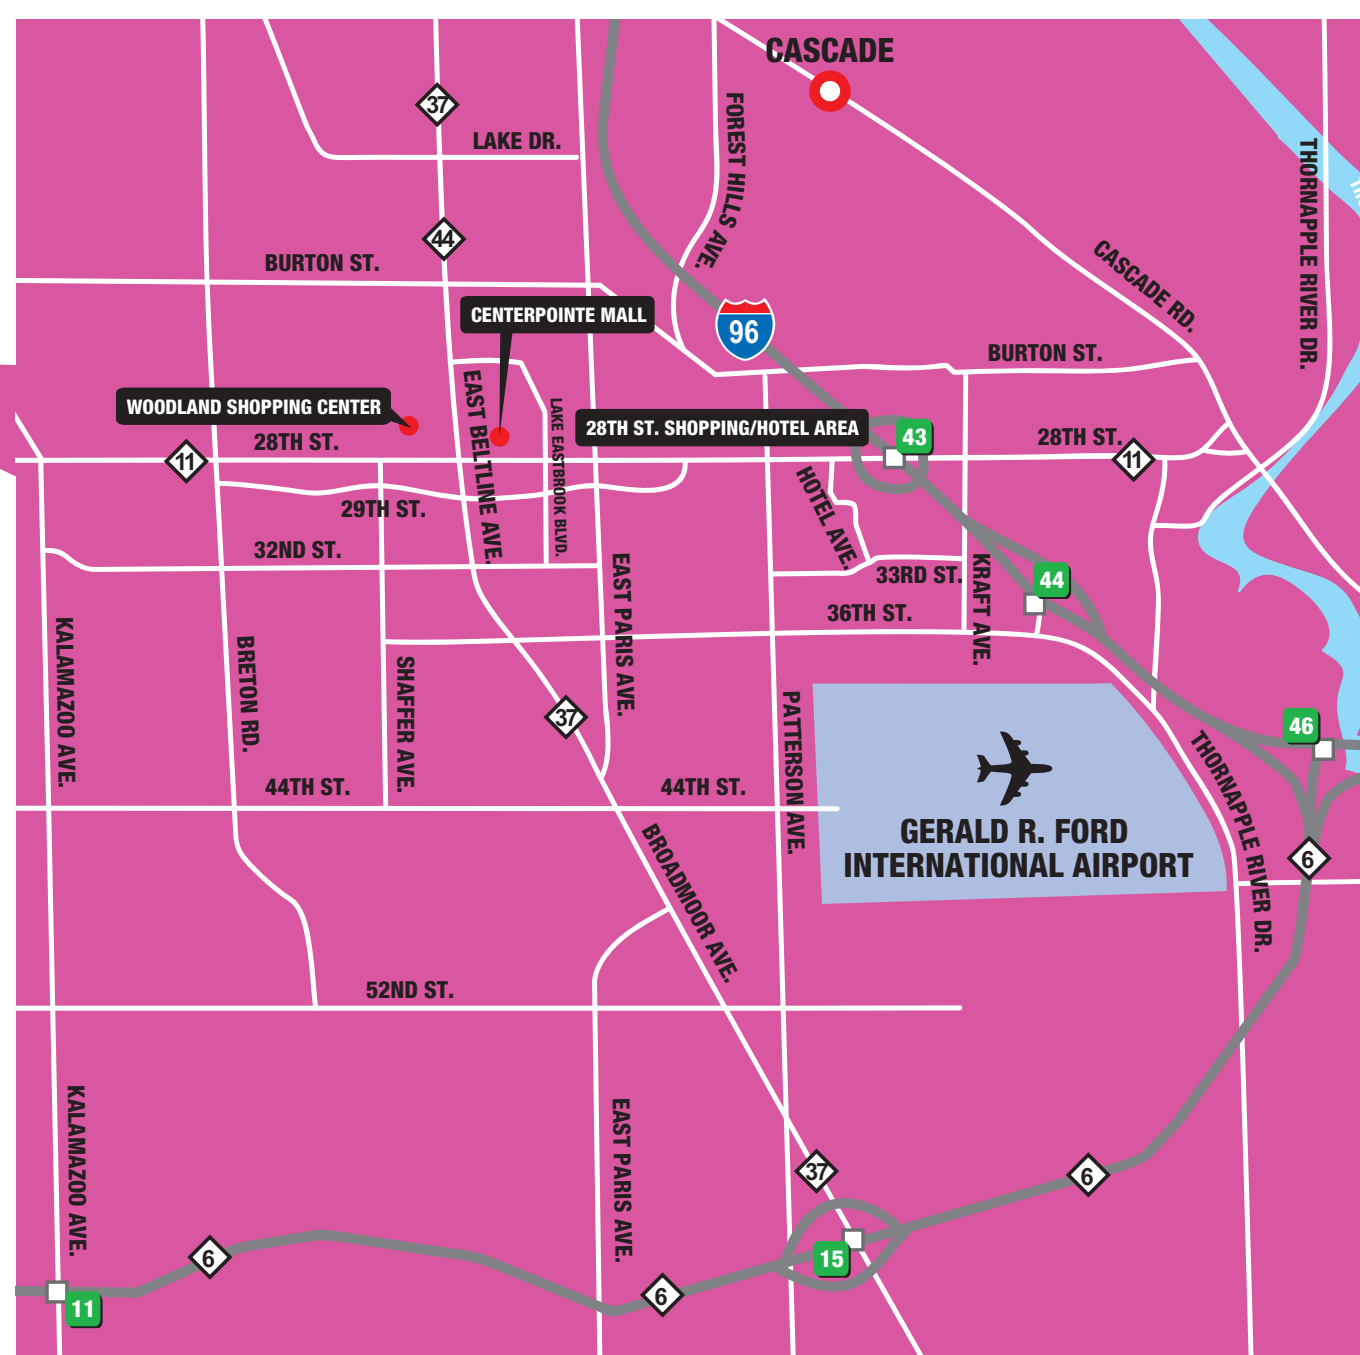 CASCADE
37
LAKE DR.
FOREST HILLS AVE.
THORNAPPLE RIVER DR.
44
BURTON ST.
CASCADE RD.
CENTERPOINTE MALL
96
BURTON ST.
WOODLAND SHOPPING CENTER
EAST BELTLINE AVE.
LAKE EASTBROOK BLVD.
28TH ST. SHOPPING/HOTEL AREA
43
28TH ST.
28TH ST.
11
11
HOTEL AVE.
29TH ST.
32ND ST.
33RD ST.
44
KRAFT AVE.
36TH ST.
EAST PARIS AVE.
KALAMAZOO AVE.
BRETON RD.
SHAFFER AVE.
37
PATTERSON AVE.
46
THORNAPPLE RIVER DR.
44TH ST.
44TH ST.
GERALD R. FORD
INTERNATIONAL AIRPORT
BROADMOOR AVE.
6
52ND ST.
KALAMAZOO AVE.
EAST PARIS AVE.
37
6
6
15
6
11